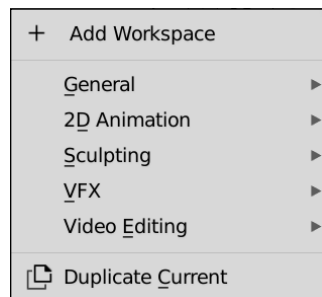 Add Workspace
General
2D Animation
Sculpting
VFX
Video Editing
Duplicate Current